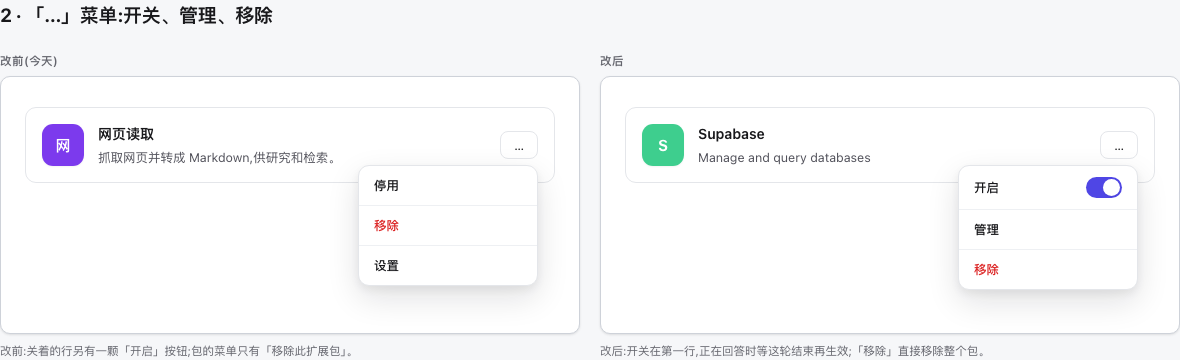 2 · 「...」菜单:开关、管理、移除
改前(今天)
网
网页读取
抓取网页并转成 Markdown,供研究和检索。
...
停用
移除
设置
改前:关着的行另有一颗「开启」按钮;包的菜单只有「移除此扩展包」。
改后
S
Supabase
Manage and query databases
...
开启
管理
移除
改后:开关在第一行,正在回答时等这轮结束再生效;「移除」直接移除整个包。